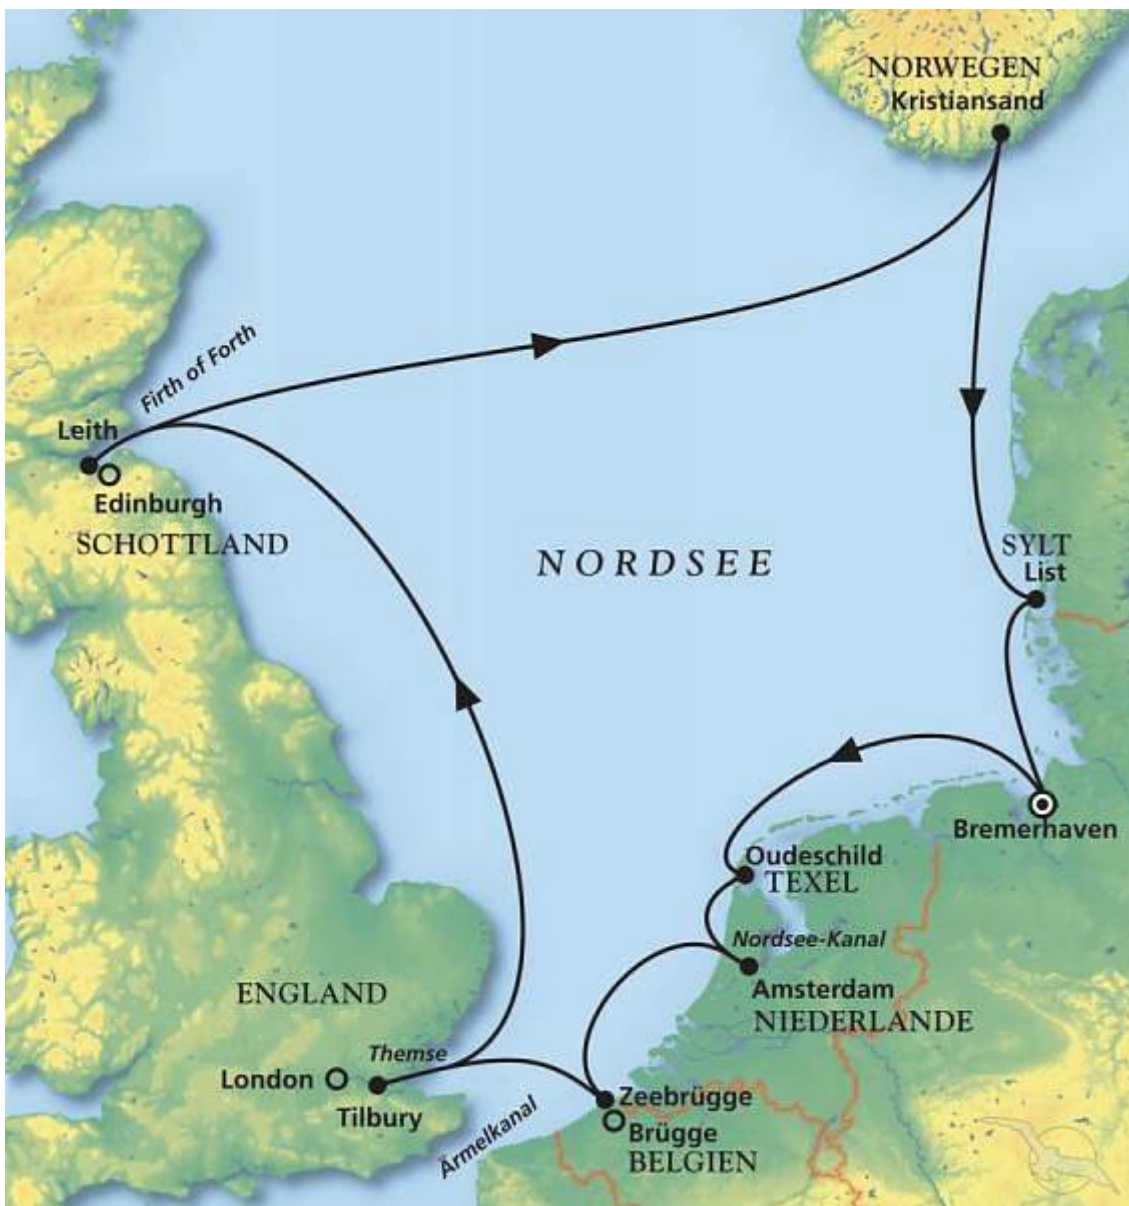 NORWEGEN
Kristiansand
Firth of Forth
Leith
Edinburgh
SCHOTTLAND
NORDSEE
SYLT
List
Bremerhaven
Oudeschild
TEXEL
Nordsee-Kanal
Amsterdam
NIEDERLANDE
ENGLAND
Themse
London
Tilbury
Zeebrügge
Ärmelkanal
Brügge
BELGIEN